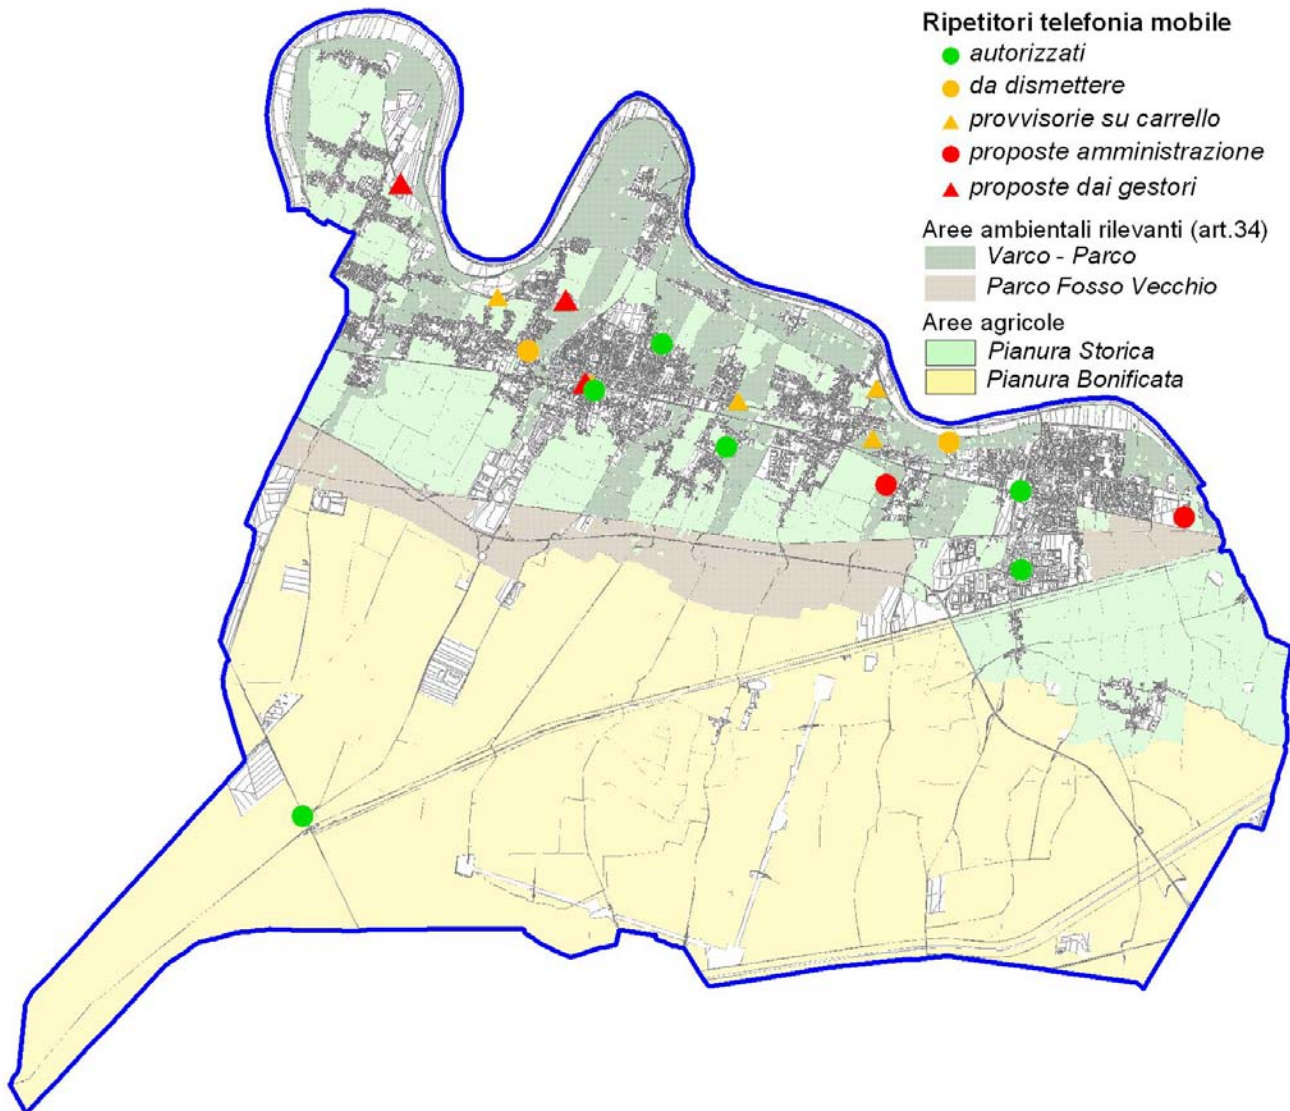 Ripetitori telefonia mobile
autorizzati
da dismettere
provvisorie su carrello
proposte amministrazione
proposte dai gestori
Aree ambientali rilevanti (art.34)
Varco - Parco
Parco Fosso Vecchio
Aree agricole
Pianura Storica
Pianura Bonificata